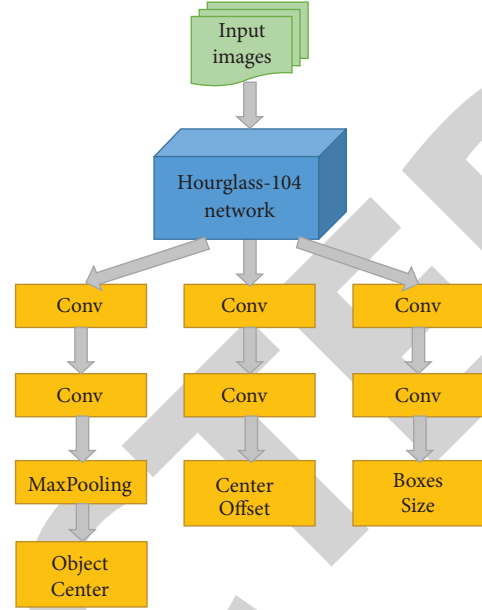 Input
images
Hourglass-104
network
Conv
Conv
Conv
Conv
Conv
Conv
MaxPooling
Center
Offset
Boxes
Size
Object
Center